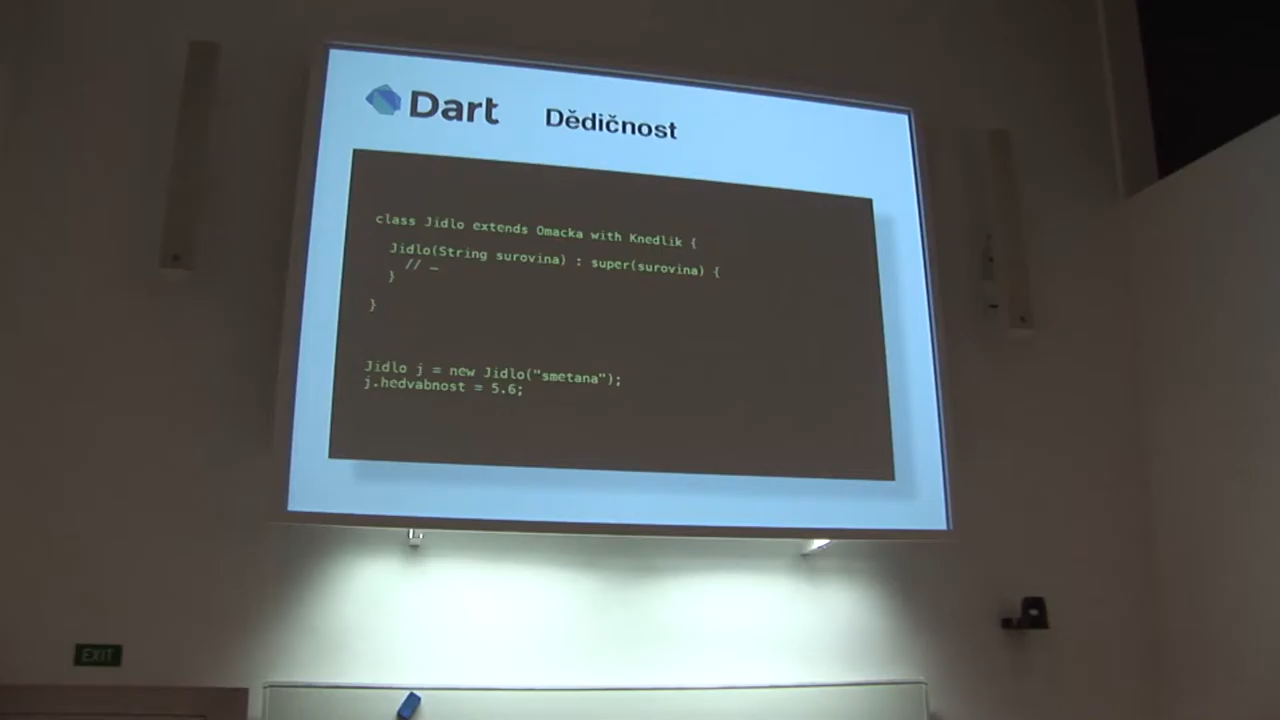 Dart Dědičnost
class Jidlo extends Omacka with Knedlik {
Jidlo(String surovina) : super(surovina) {
// …
}
}
Jidlo j = new Jidlo("smetana");
j.hedvabnost = 5.6;
EXIT